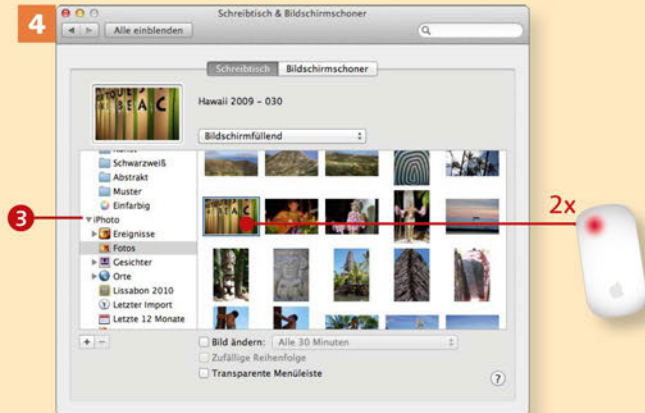 4
Schreibtisch & Bildschirmschoner
Alle einblenden
Schreibtisch Bildschirmschoner
Hawaii 2009 – 030
Bildschirmfüllend
Schwarzweiß
Abstrakt
Muster
Einfarbig
3
iPhoto
2x
Ereignisse
Fotos
Gesichter
Orte
Lissabon 2010
Letzter Import
Letzte 12 Monate
+ −
Bild ändern: Alle 30 Minuten
Zufällige Reihenfolge
Transparente Menüleiste
?